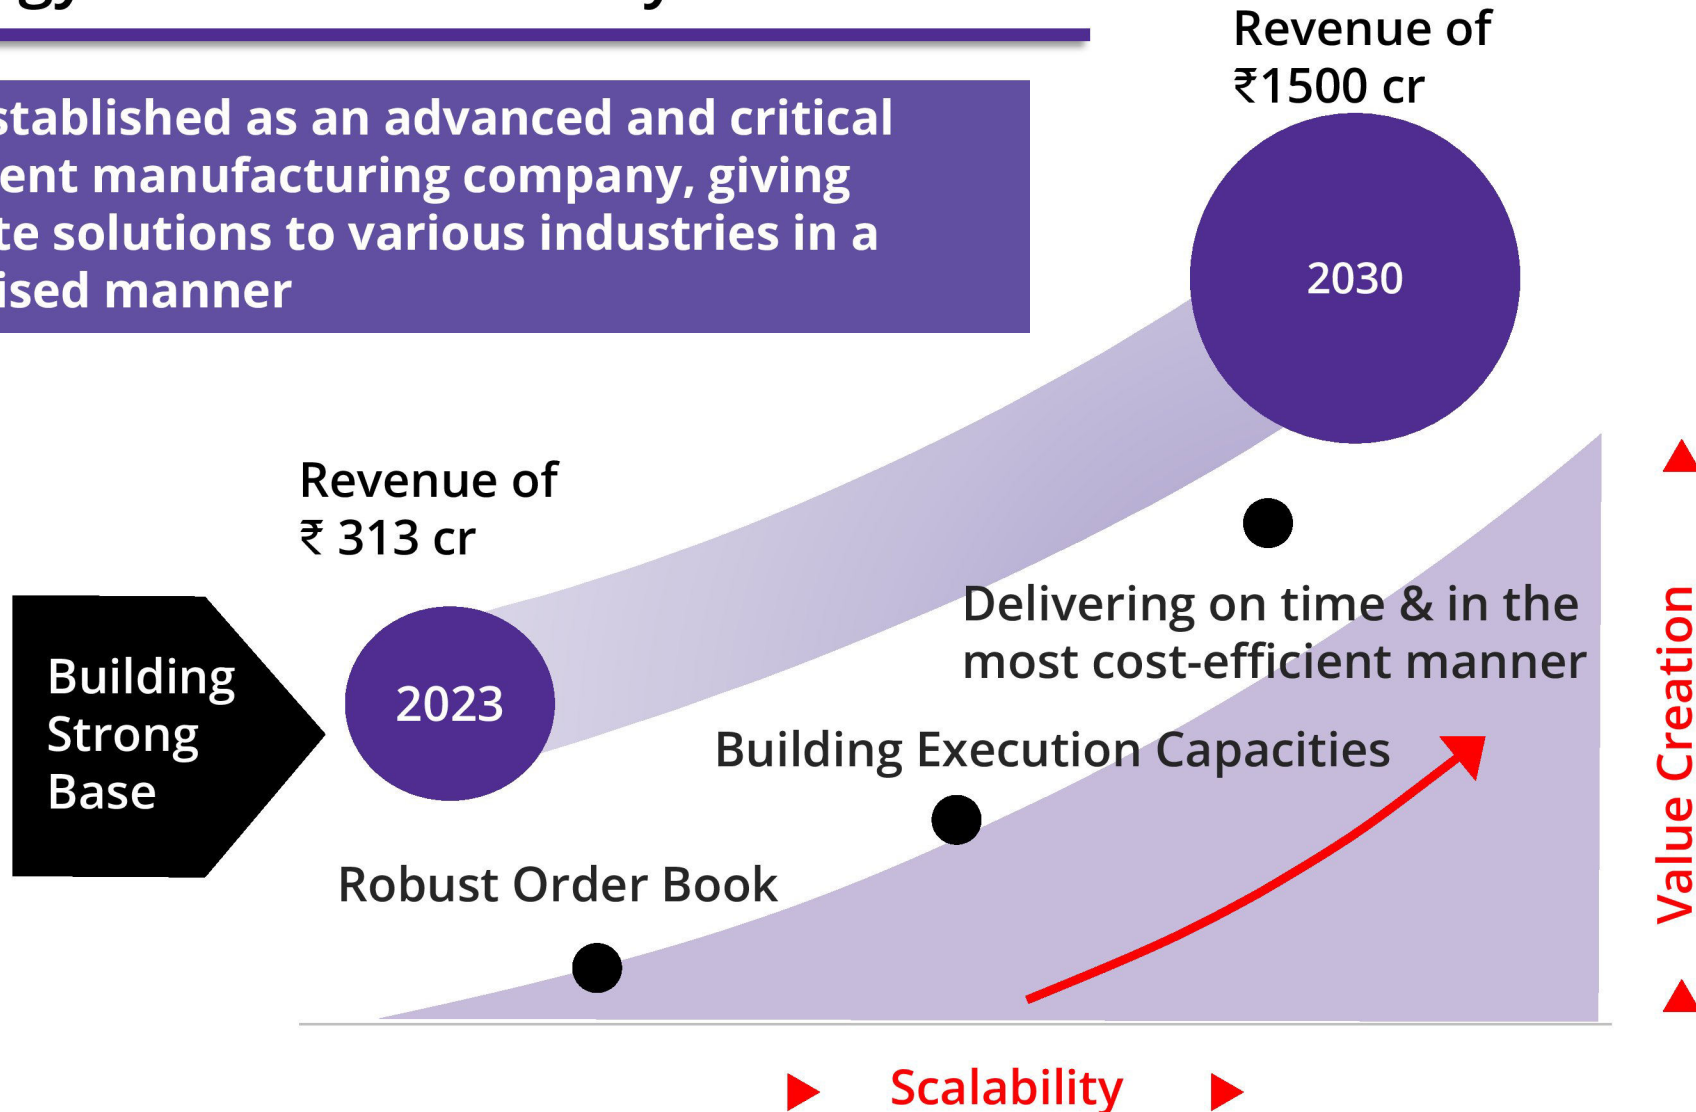 Revenue of
₹1500 cr
stablished as an advanced and critical
ent manufacturing company, giving
te solutions to various industries in a
ised manner
2030
Revenue of
₹ 313 cr
Building
Strong
Base
2023
Delivering on time & in the
most cost-efficient manner
Building Execution Capacities
Robust Order Book
Value Creation
Scalability